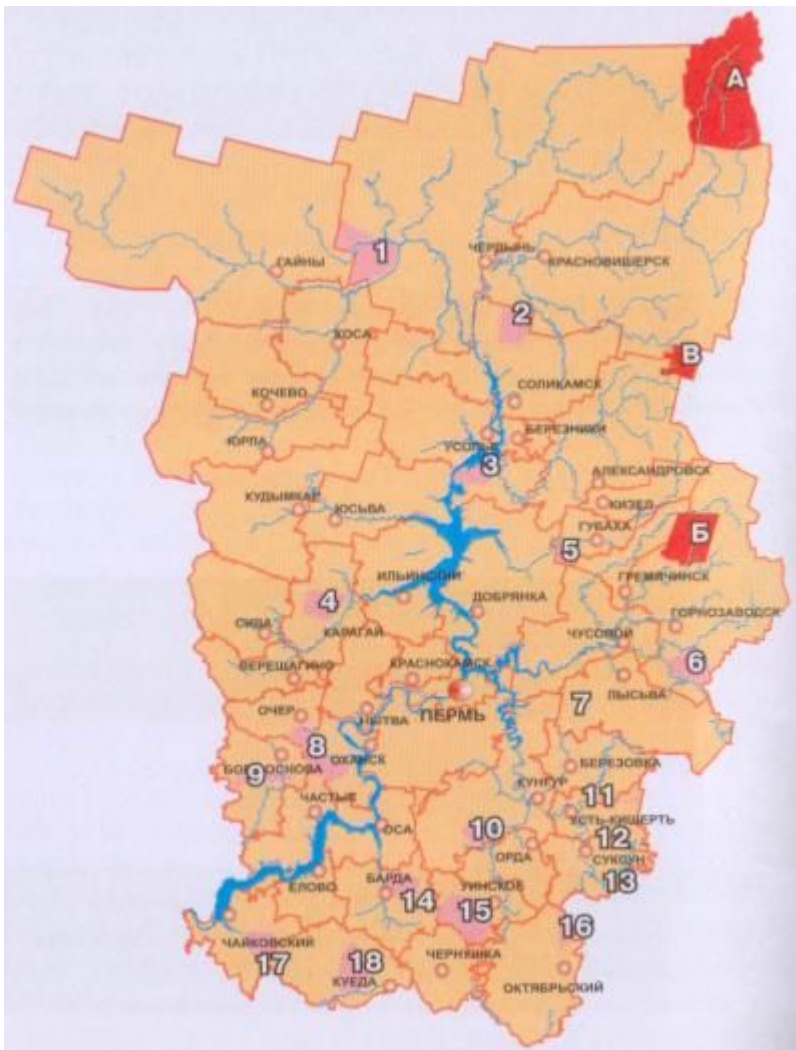 А
1
ГАЙНЫ
ЧЕРДЫНЬ
КРАСНОВИШЕРСК
2
КОСА
В
КОЧЕВО
СОЛИКАМСК
ЮРЛА
УСОЛЬЕ
БЕРЕЗНИКИ
3
АЛЕКСАНДРОВСК
КУДЫМКАР
ЮСЬВА
КИЗЕЛ
ГУБАХА
Б
5
ИЛЬИНСКИЙ
ГРЕМЯЧИНСК
4
ДОБРЯНКА
ГОРНОЗАВОДСК
СИВА
КАРАГАЙ
ЧУСОВОЙ
ВЕРЕЩАГИНО
КРАСНОКАМСК
6
ЛЫСЬВА
ОЧЕР
НЫТВА
ПЕРМЬ
7
8
ОХАНСК
БОЛЬШЕСОСНОВА
9
БЕРЕЗОВКА
ЧАСТЫЕ
КУНГУР
11
УСТЬ-КИШЕРТЬ
ОСА
10
12
ОРДА
СУКСУН
ЕЛОВО
БАРДА
УИНСКОЕ
13
14
15
16
ЧАЙКОВСКИЙ
17
18
КУЕДА
ЧЕРНУШКА
ОКТЯБРЬСКИЙ